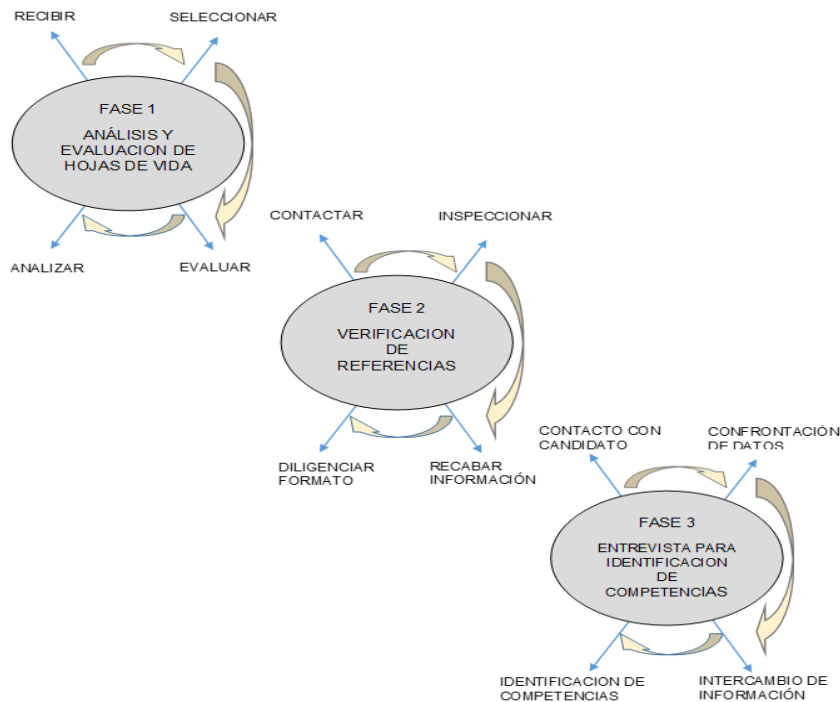 RECIBIR
SELECCIONAR
FASE 1
ANÁLISIS Y
EVALUACION DE
HOJAS DE VIDA
ANALIZAR
EVALUAR
CONTACTAR
INSPECCIONAR
FASE 2
VERIFICACION
DE
REFERENCIAS
DILIGENCIAR
FORMATO
RECABAR
INFORMACIÓN
CONTACTO CON
CANDIDATO
CONFRONTACIÓN
DE DATOS
FASE 3
ENTREVISTA PARA
IDENTIFICACION
DE
COMPETENCIAS
IDENTIFICACION DE
COMPETENCIAS
INTERCAMBIO DE
INFORMACIÓN